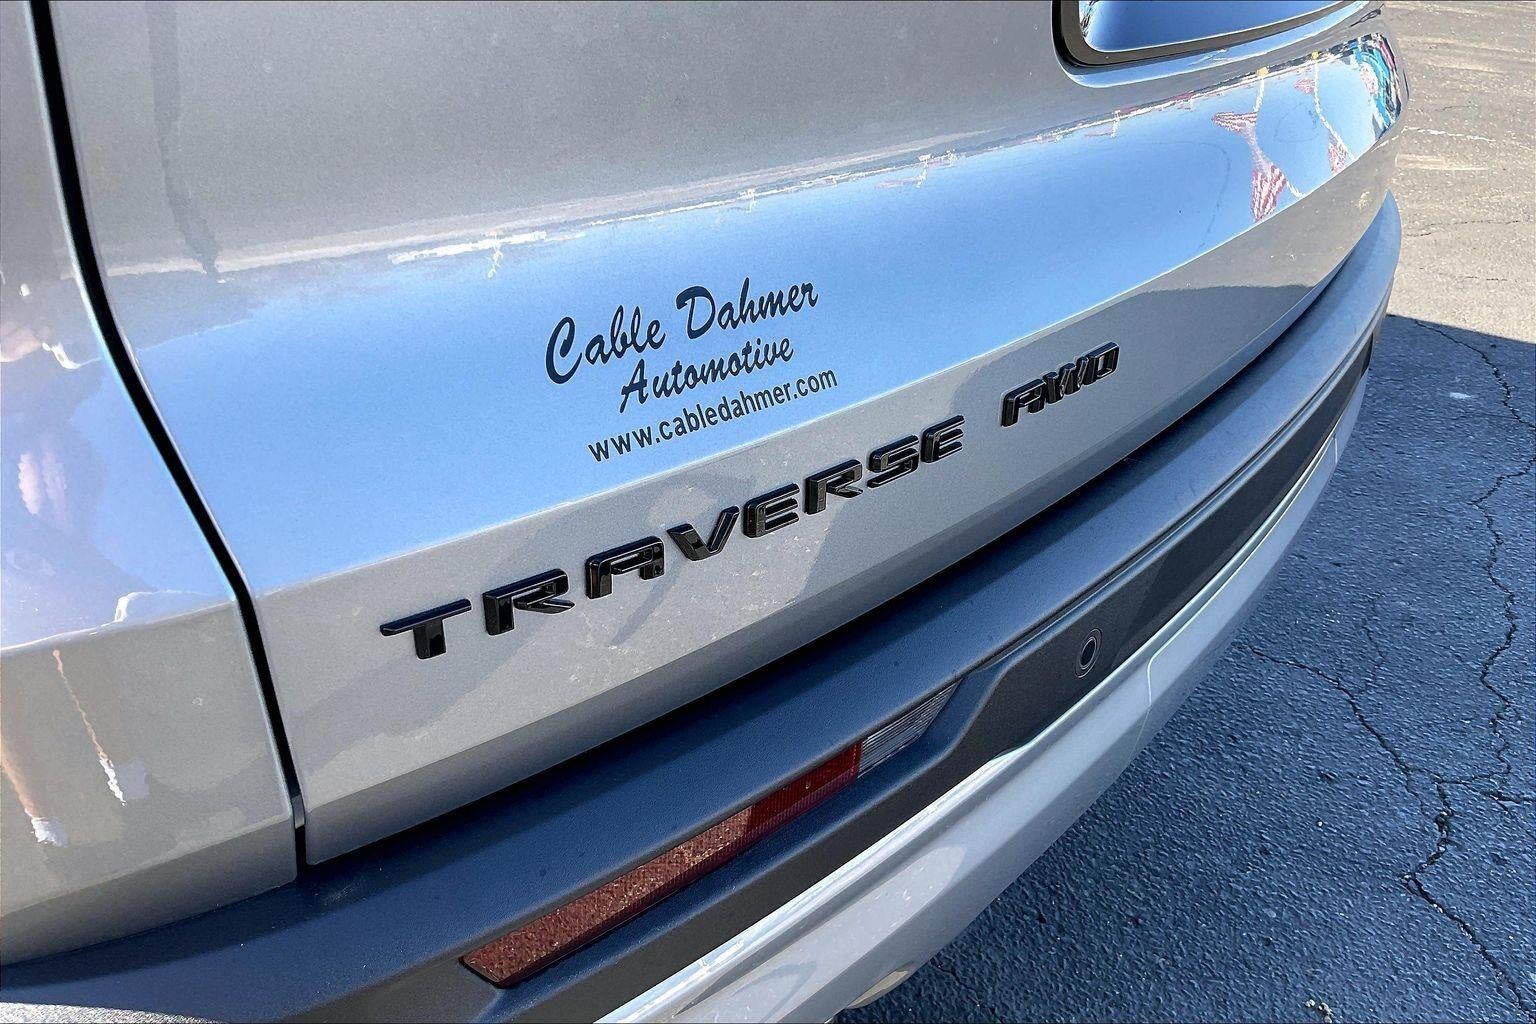 Cable Dahmer
Automotive
www.cabledahmer.com
TRAVERSE AWD